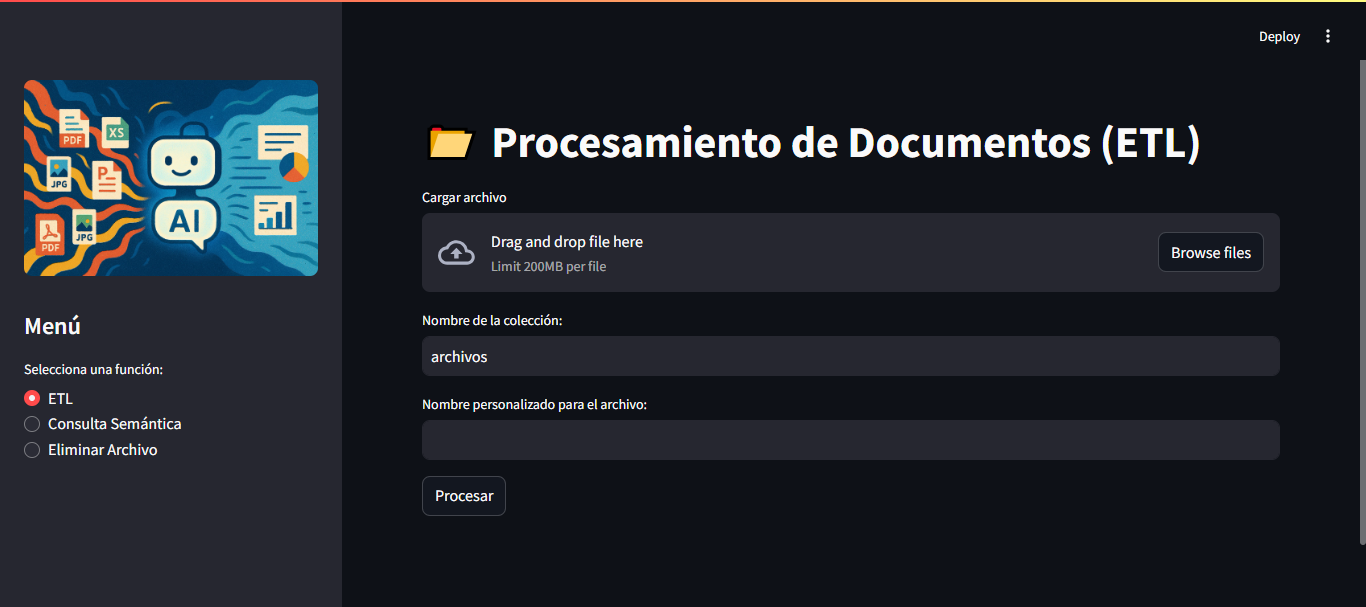 Deploy
PDF
XS
JPG
P
PDF
JPG
AI
Menú
Selecciona una función:
ETL
Consulta Semántica
Eliminar Archivo
Procesamiento de Documentos (ETL)
Cargar archivo
Drag and drop file here
Limit 200MB per file
Browse files
Nombre de la colección:
archivos
Nombre personalizado para el archivo:
Procesar